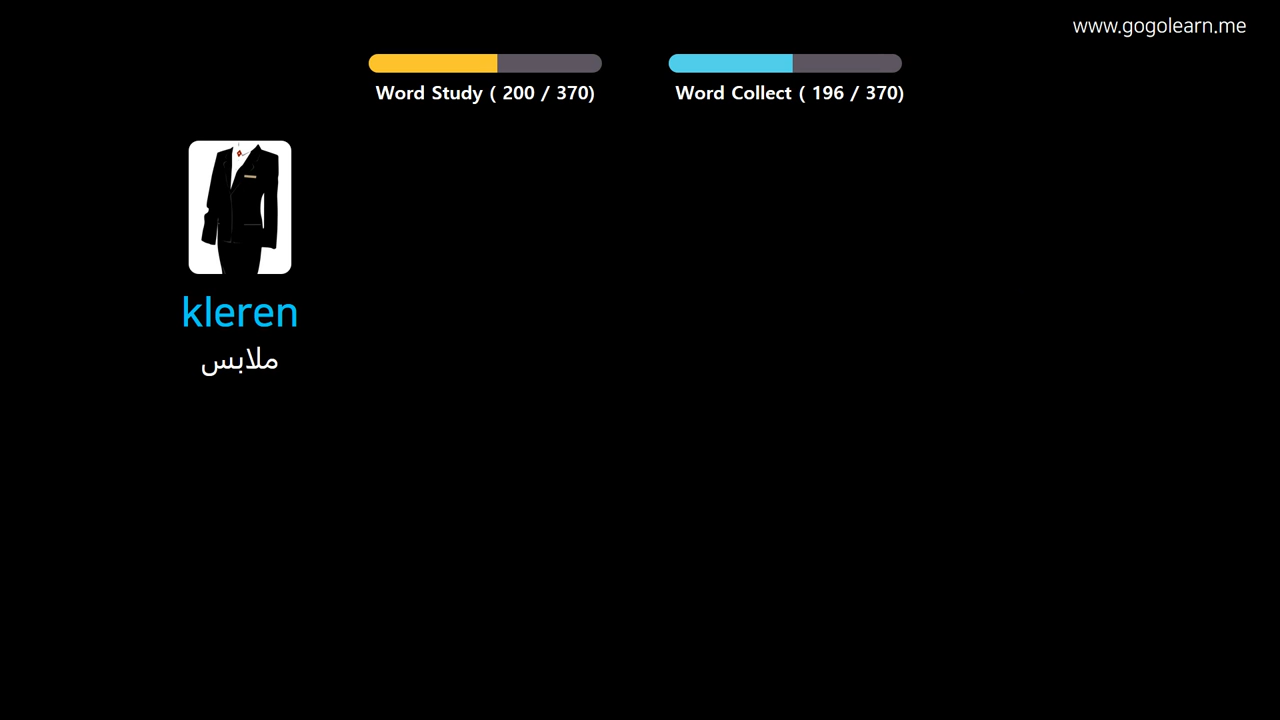 www.gogolearn.me
Word Study ( 200 / 370)
Word Collect ( 196 / 370)
kleren
ملابس